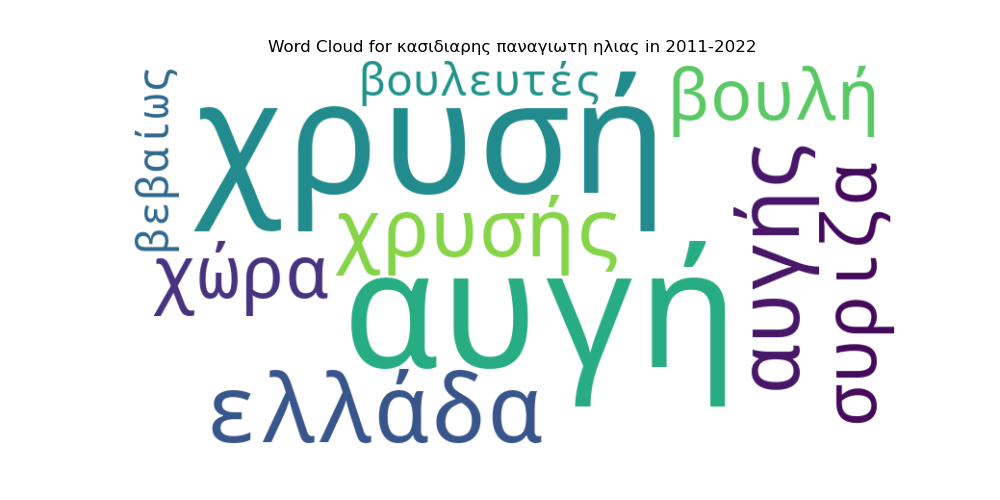 Word Cloud for κασιδιαρης παναγιωτη ηλιας in 2011-2022
βουλευτές
βουλή
βεβαίως
χρυσή
αυγής
συριζα
χρυσής
χώρα
αυγή
ελλάδα